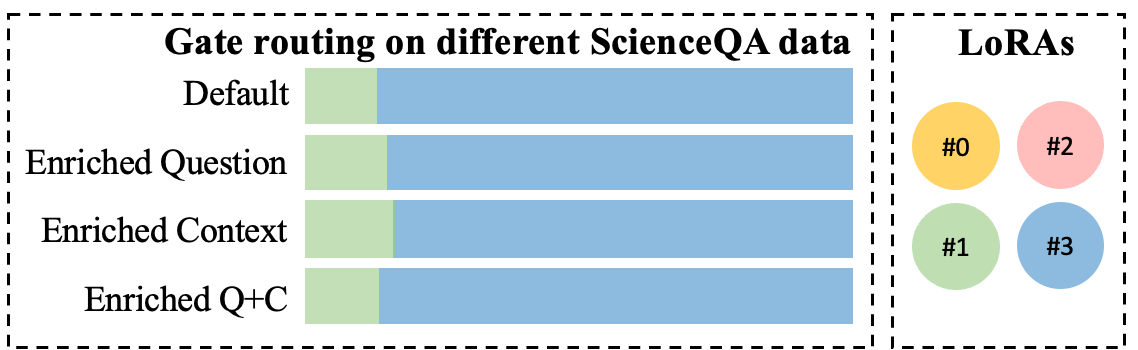 Gate routing on different ScienceQA data
Default
Enriched Question
Enriched Context
Enriched Q+C
LoRAs
#0
#2
#1
#3